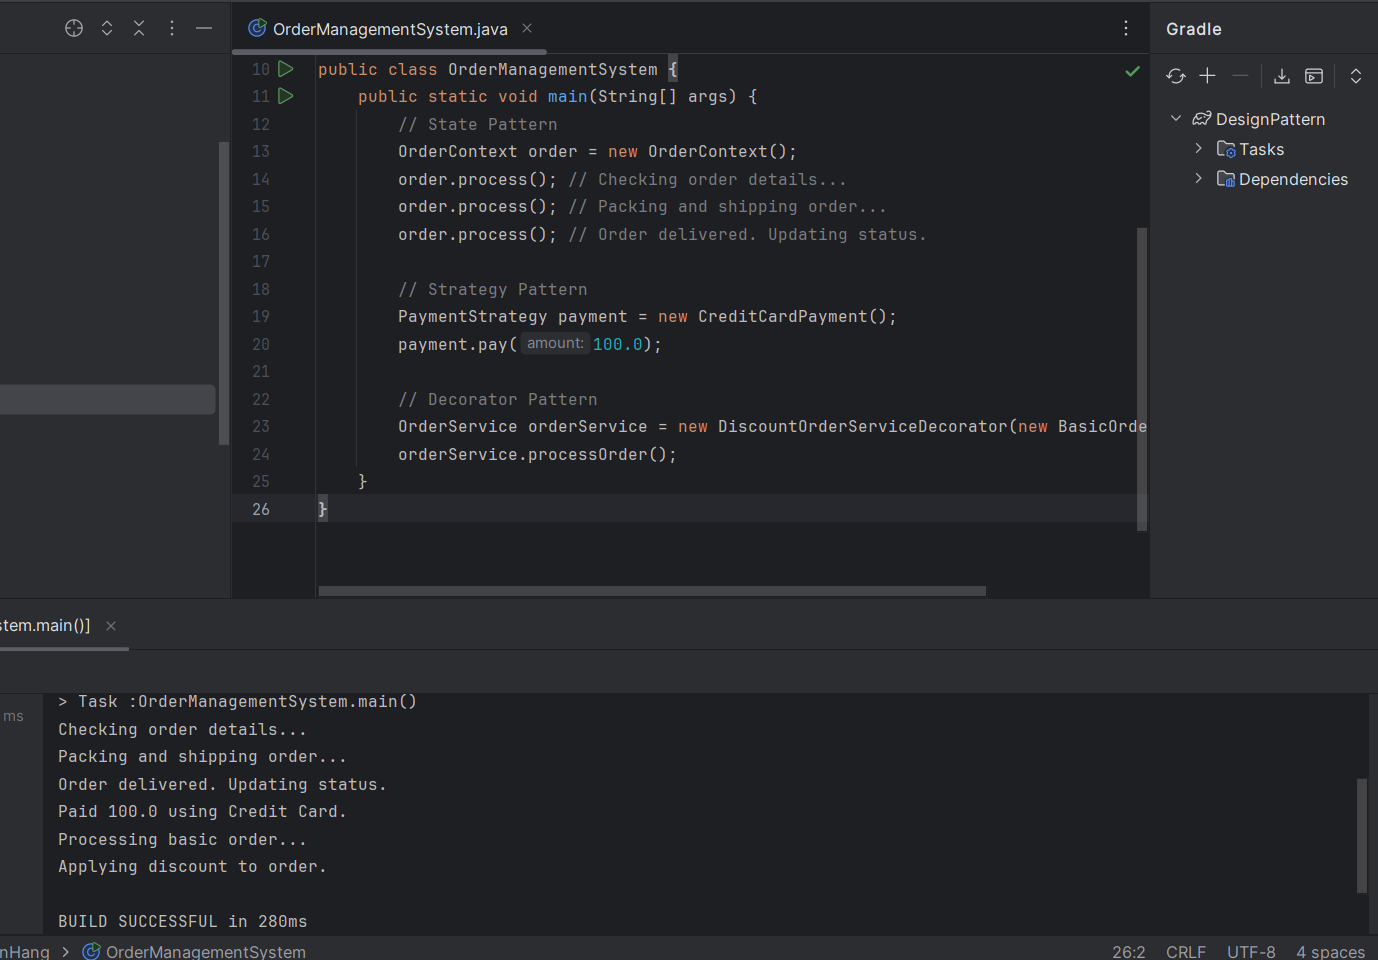 OrderManagementSystem.java
Gradle
10 public class OrderManagementSystem {
11 public static void main(String[] args) {
12 // State Pattern
13 OrderContext order = new OrderContext();
14 order.process(); // Checking order details...
15 order.process(); // Packing and shipping order...
16 order.process(); // Order delivered. Updating status.
17
18 // Strategy Pattern
19 PaymentStrategy payment = new CreditCardPayment();
20 payment.pay( amount: 100.0);
21
22 // Decorator Pattern
23 OrderService orderService = new DiscountOrderServiceDecorator(new BasicOrde
24 orderService.processOrder();
25 }
26 }
DesignPattern
Tasks
Dependencies
stem.main()]
ms
> Task :OrderManagementSystem.main()
Checking order details...
Packing and shipping order...
Order delivered. Updating status.
Paid 100.0 using Credit Card.
Processing basic order...
Applying discount to order.
BUILD SUCCESSFUL in 280ms
nHang > OrderManagementSystem
26:2 CRLF UTF-8 4 spaces